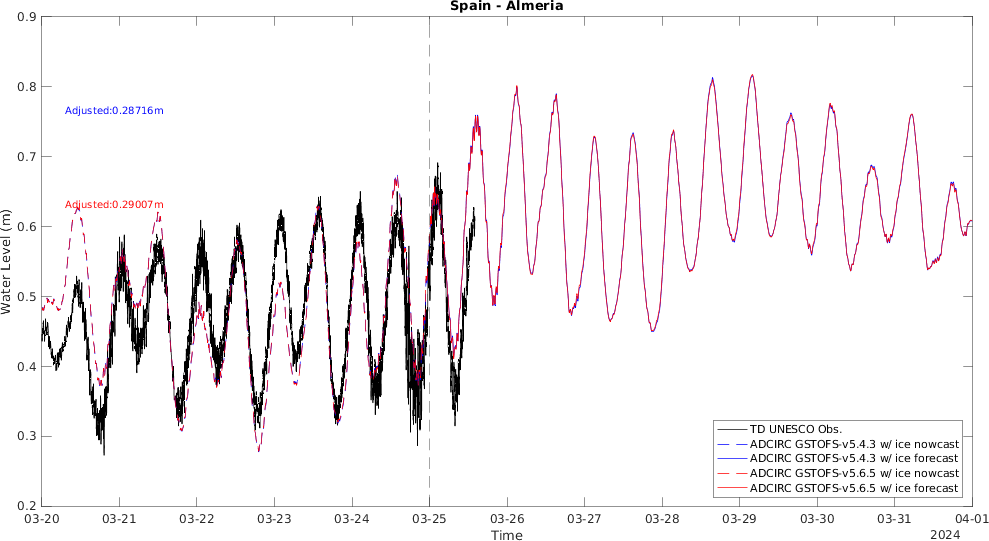 Spain - Almeria
0.9
0.8
0.7
0.6
0.5
0.4
0.3
0.2
Water Level (m)
Adjusted:0.28716m
Adjusted:0.29007m
TD UNESCO Obs.
ADCIRC GSTOFS-v5.4.3 w/ ice nowcast
ADCIRC GSTOFS-v5.4.3 w/ ice forecast
ADCIRC GSTOFS-v5.6.5 w/ ice nowcast
ADCIRC GSTOFS-v5.6.5 w/ ice forecast
03-20 03-21 03-22 03-23 03-24 03-25 03-26 03-27 03-28 03-29 03-30 03-31 04-01
Time
2024